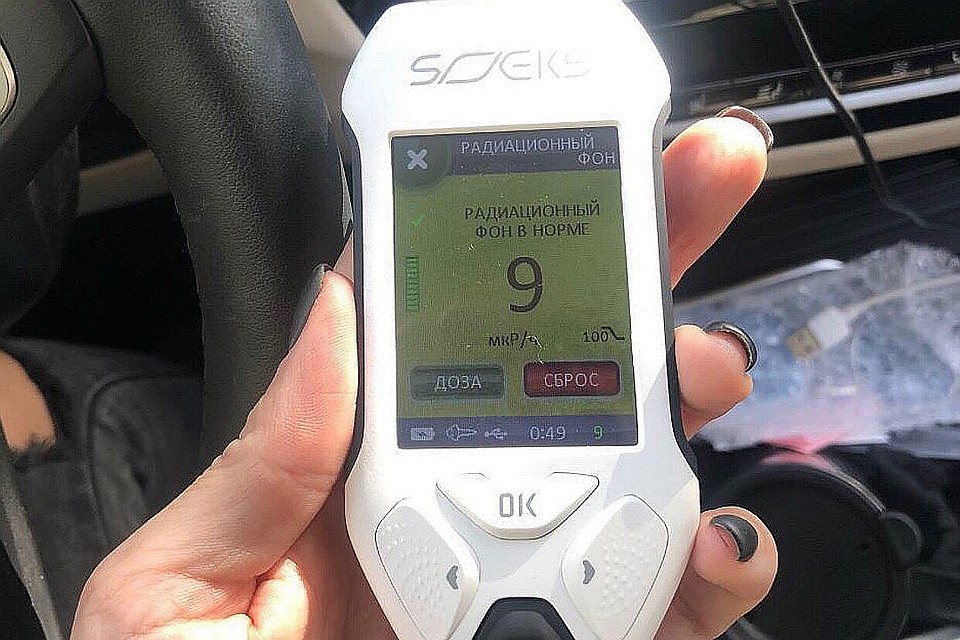 SOEKS
РАДИАЦИОННЫЙ
ФОН
РАДИАЦИОННЫЙ
ФОН В НОРМЕ
9
мкР/ч
100
ДОЗА
СБРОС
0:49
9
OK